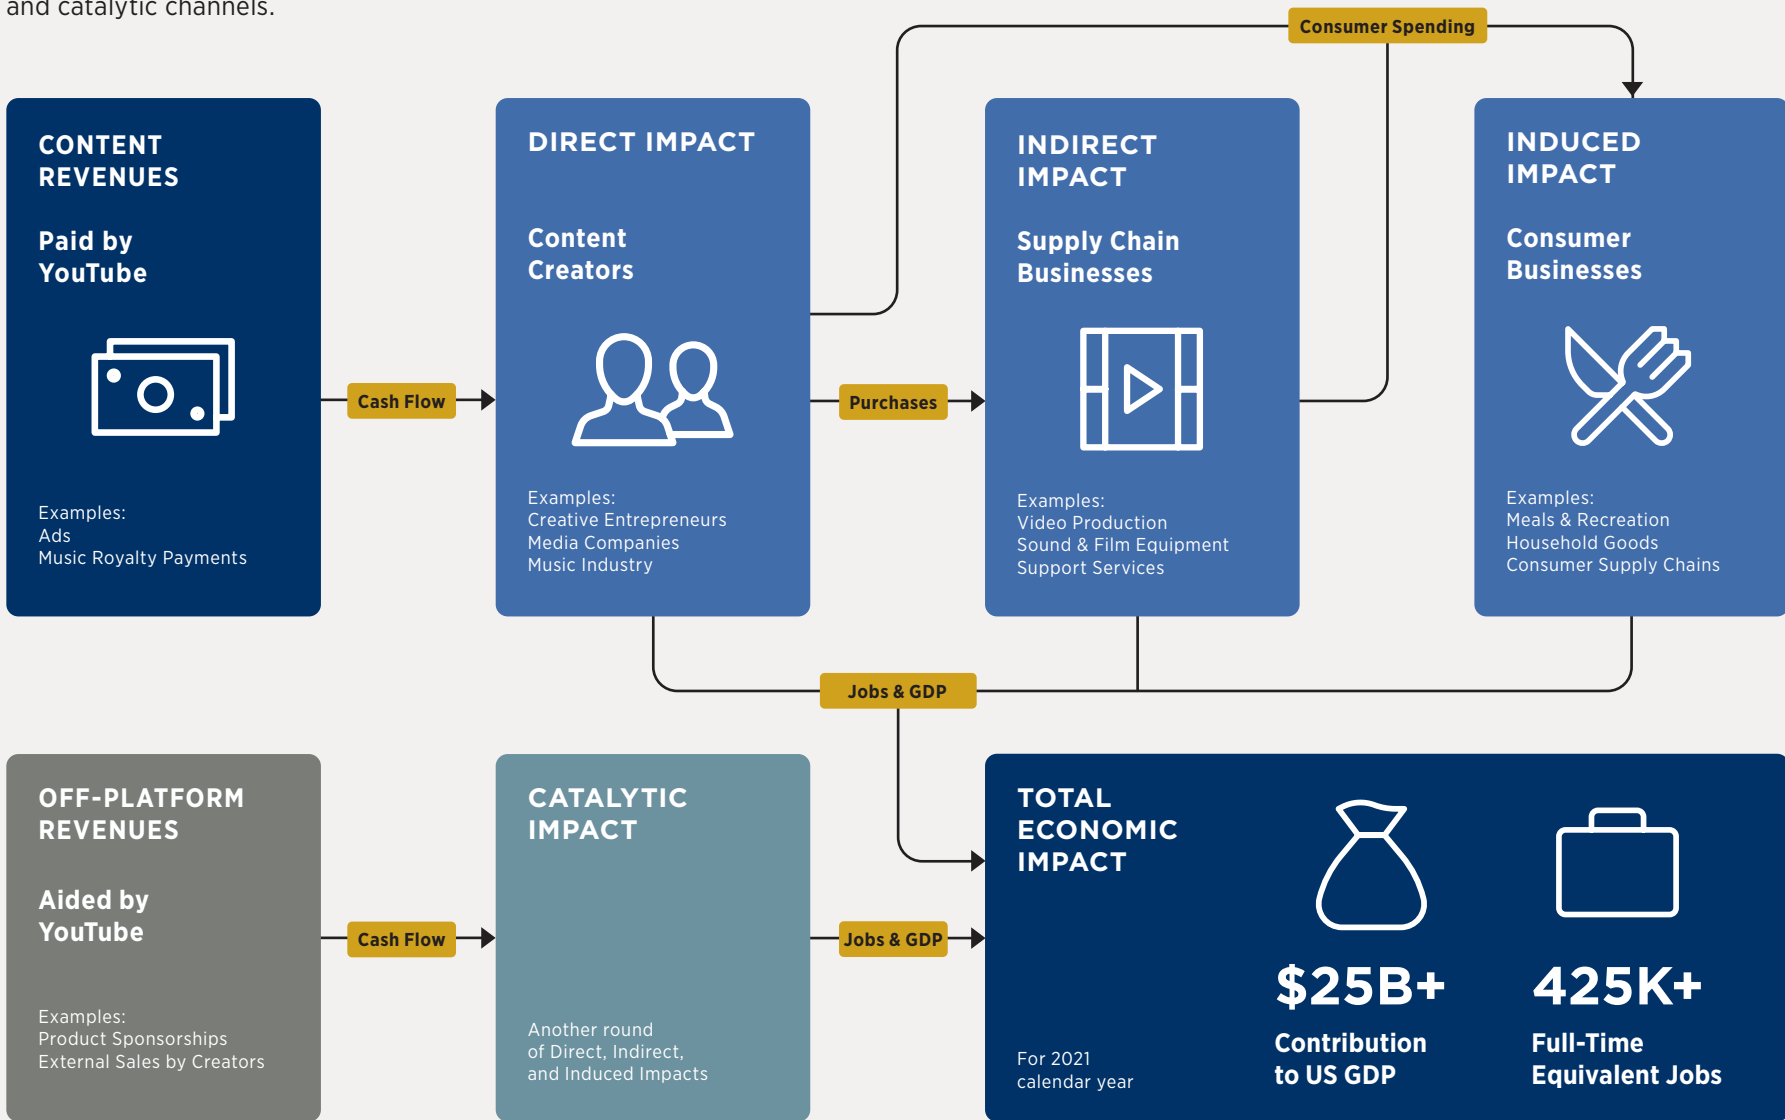 and catalytic channels.
Consumer Spending
CONTENT
REVENUES
Paid by
YouTube
Examples:
Ads
Music Royalty Payments
Cash Flow
DIRECT IMPACT
Content
Creators
Examples:
Creative Entrepreneurs
Media Companies
Music Industry
Purchases
INDIRECT
IMPACT
Supply Chain
Businesses
Examples:
Video Production
Sound & Film Equipment
Support Services
INDUCED
IMPACT
Consumer
Businesses
Examples:
Meals & Recreation
Household Goods
Consumer Supply Chains
Jobs & GDP
OFF-PLATFORM
REVENUES
Aided by
YouTube
Examples:
Product Sponsorships
External Sales by Creators
Cash Flow
CATALYTIC
IMPACT
Another round
of Direct, Indirect,
and Induced Impacts
Jobs & GDP
TOTAL
ECONOMIC
IMPACT
For 2021
calendar year
$25B+
Contribution
to US GDP
425K+
Full-Time
Equivalent Jobs